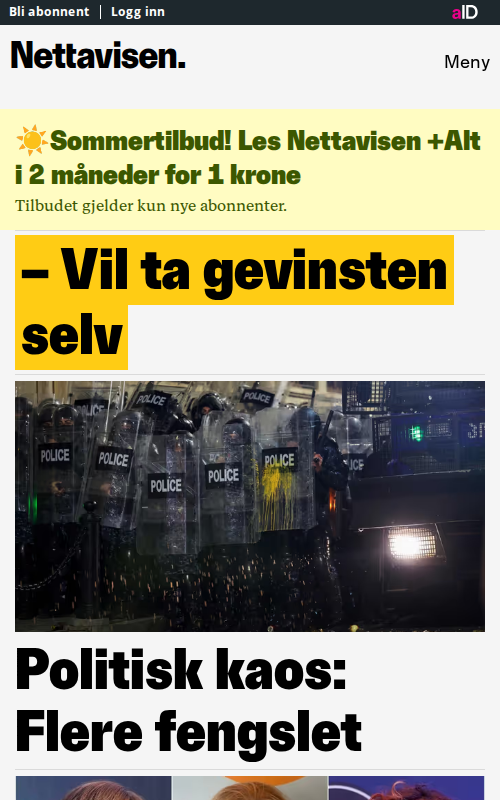 Bli abonnent
Logg inn
aID
Nettavisen.
Meny
☀️Sommertilbud! Les Nettavisen +Alt
i 2 måneder for 1 krone
Tilbudet gjelder kun nye abonnenter.
– Vil ta gevinsten
selv
POLICE
POLICE
POLICE
POLICE
POLICE
POLICE
POLICE
POLICE
Politisk kaos:
Flere fengslet